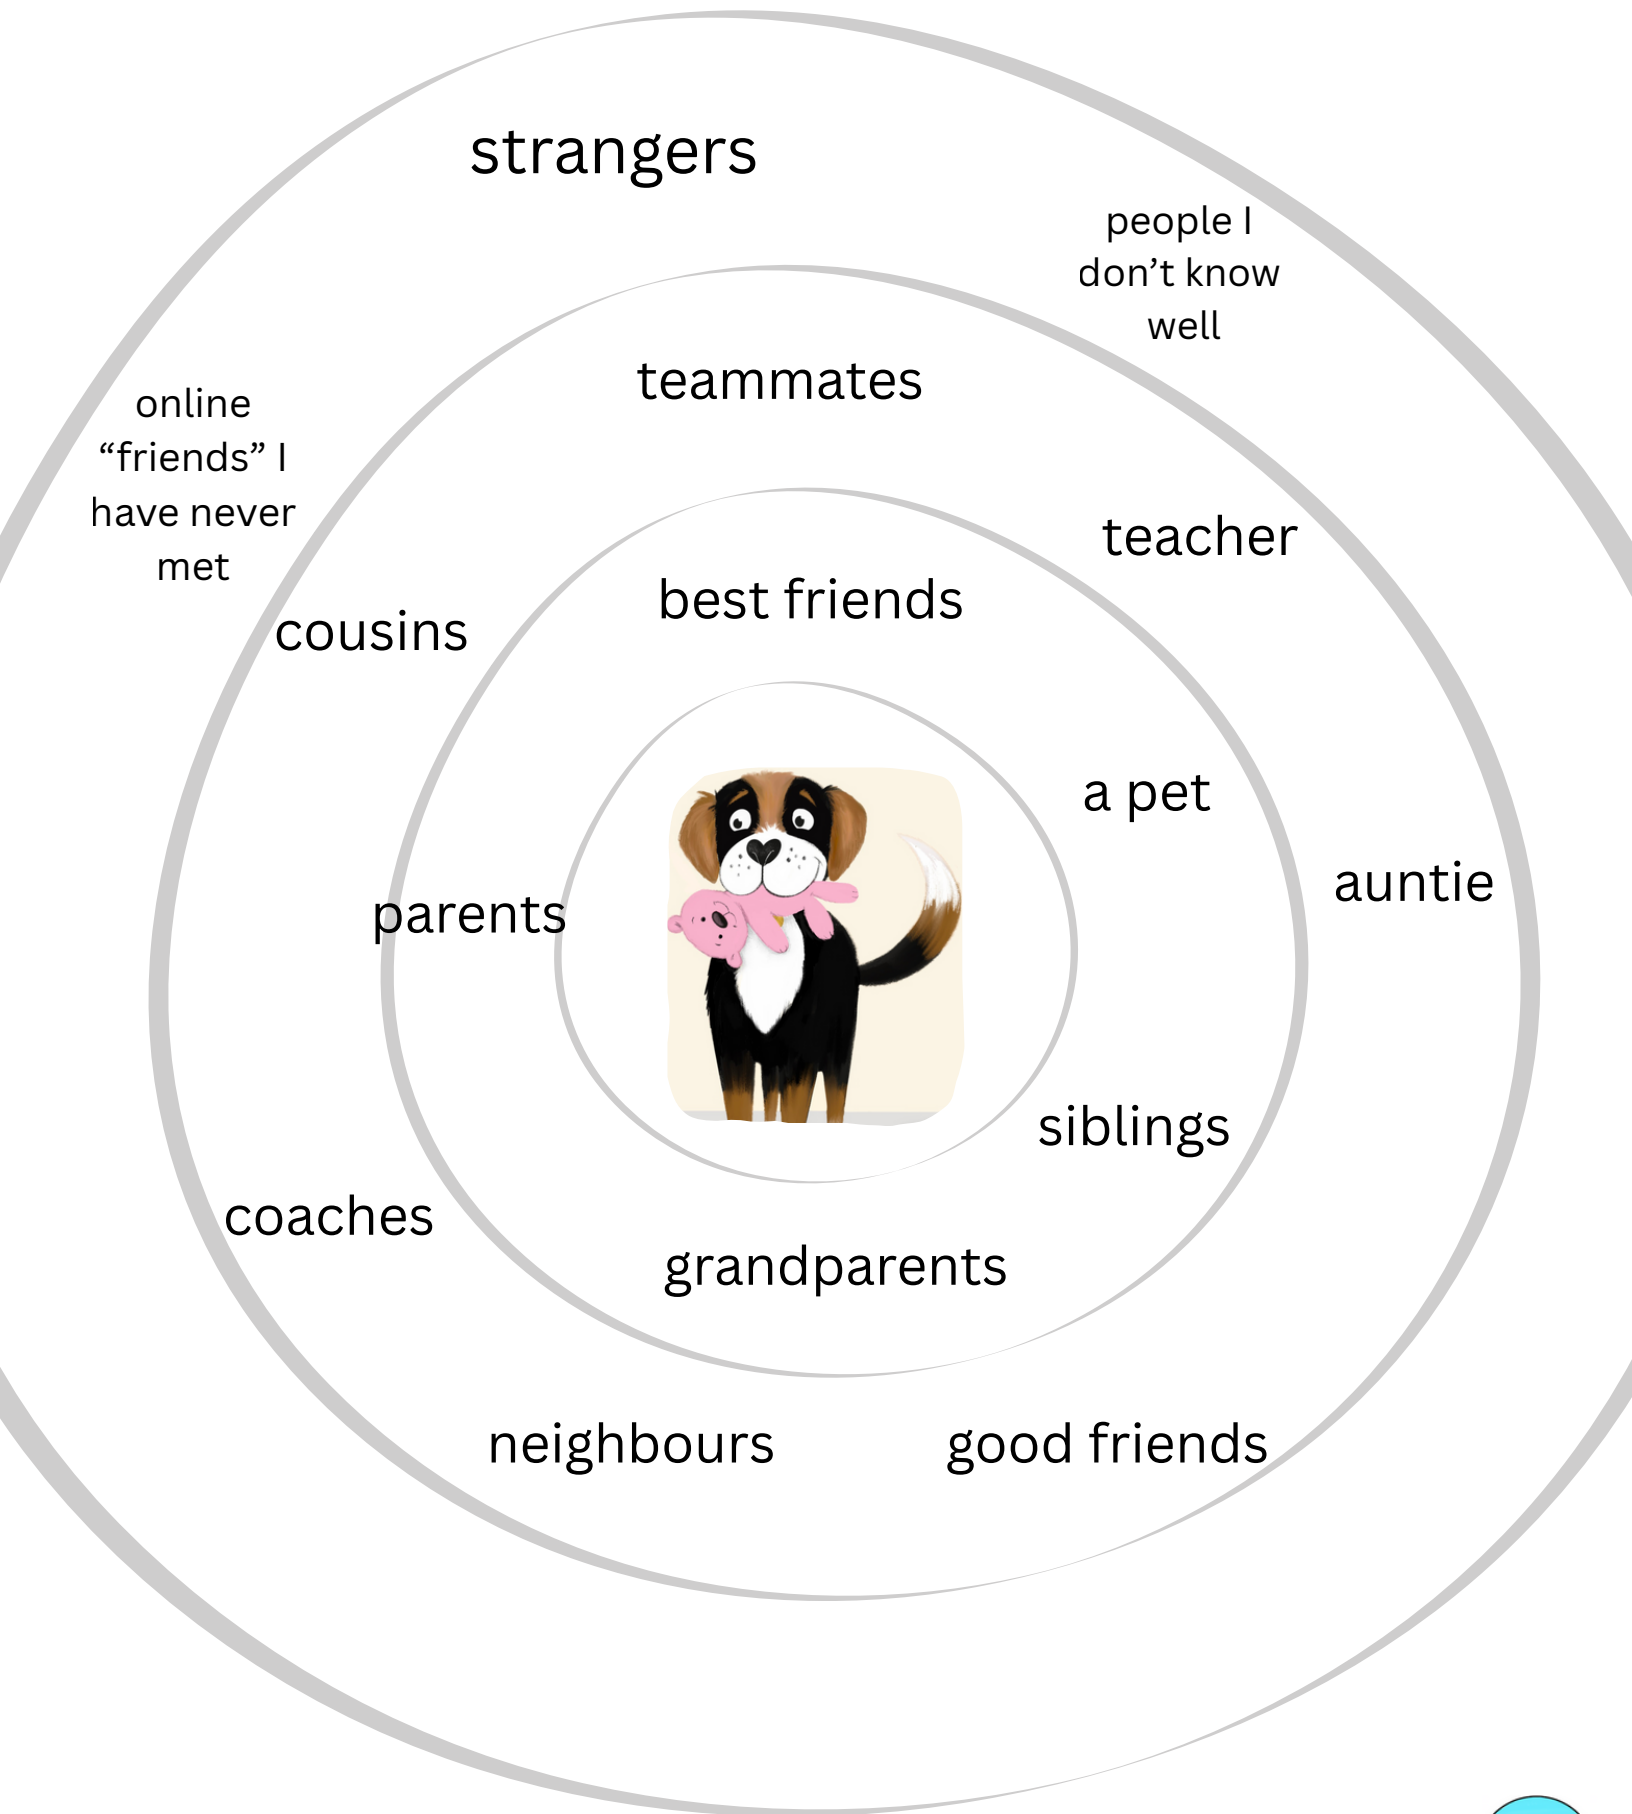 strangers
people I
don’t know
well
teammates
online
“friends” I
have never
met
teacher
cousins
best friends
a pet
auntie
parents
siblings
coaches
grandparents
neighbours
good friends